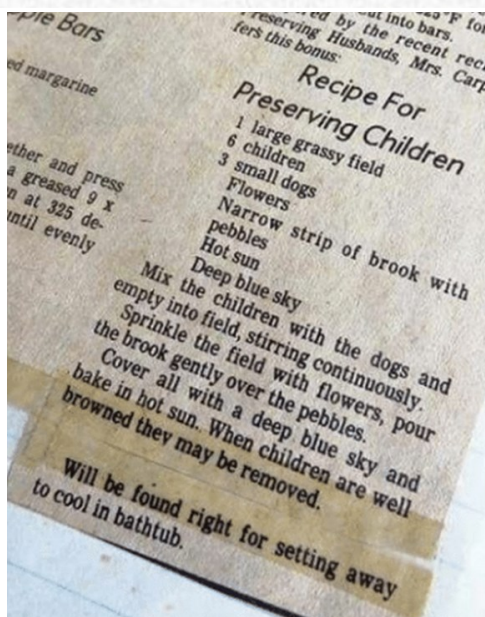 ple Bars
ed margarine
ether and press
a greased 9 x
n at 325 de-
until evenly
°F for
ut into bars.
by the recent
reserving Husbands, Mrs. Carp
fers this bonus:
Recipe For
Preserving Children
1 large grassy field
6 children
3 small dogs
Flowers
Narrow strip of brook with
pebbles
Hot sun
Deep blue sky
Mix the children with the dogs and
empty into field, stirring continuously.
Sprinkle the field with flowers, pour
the brook gently over the pebbles.
Cover all with a deep blue sky and
bake in hot sun. When children are well
browned they may be removed.
Will be found right for setting away
to cool in bathtub.